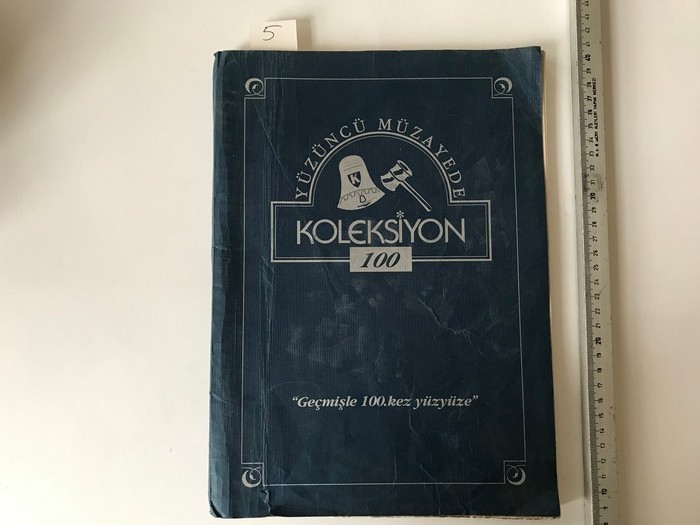 5
YÜZÜNCÜ MÜZAYEDE
K
KOLEKSİYON
100
"Geçmişle 100.kez yüzyüze"